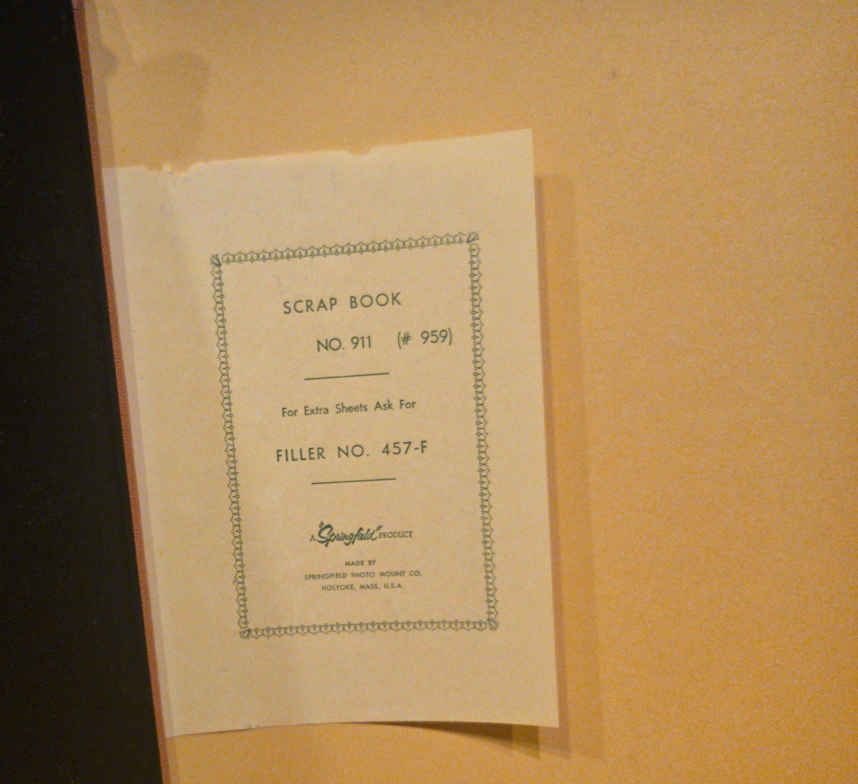 SCRAP BOOK
NO. 911 (# 959)
For Extra Sheets Ask For
FILLER NO. 457-F
A "Springfield" PRODUCT
MADE BY
SPRINGFIELD PHOTO MOUNT CO.
HOLYOKE, MASS., U.S.A.